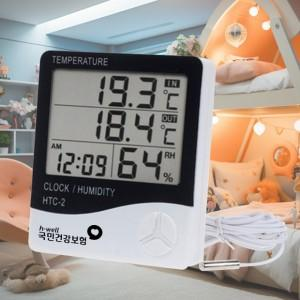 TEMPERATURE
19.3 °C IN
18.4 °C OUT
AM 12:09 64 % RH
CLOCK / HUMIDITY
HTC-2
h-well
국민건강보험